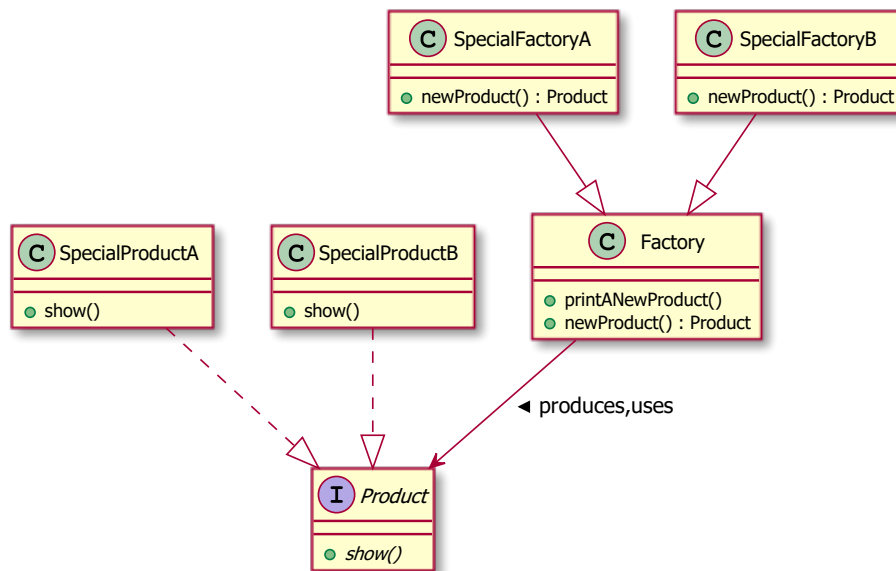 C SpecialFactoryA
newProduct() : Product
C SpecialFactoryB
newProduct() : Product
C SpecialProductA
show()
C SpecialProductB
show()
C Factory
printANewProduct()
newProduct() : Product
◄ produces,uses
I Product
show()